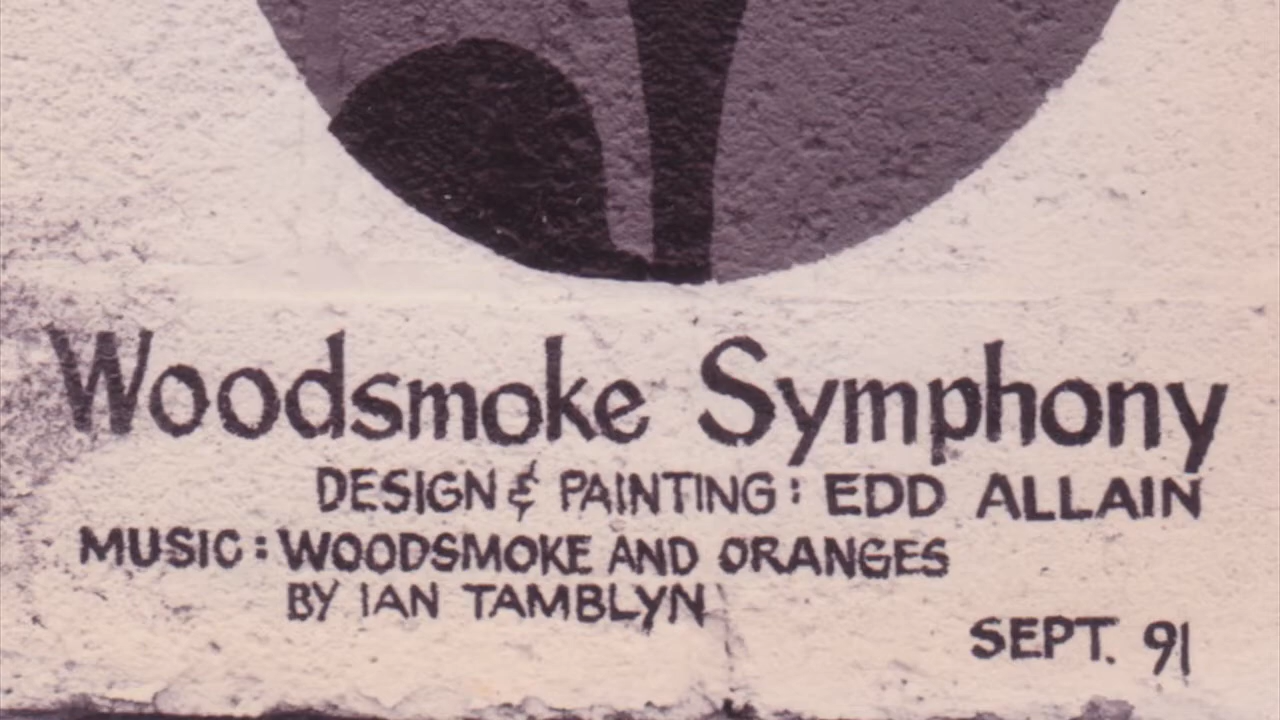 Woodsmoke Symphony
DESIGN & PAINTING : EDD ALLAIN
MUSIC : WOODSMOKE AND ORANGES
BY IAN TAMBLYN
SEPT. 91